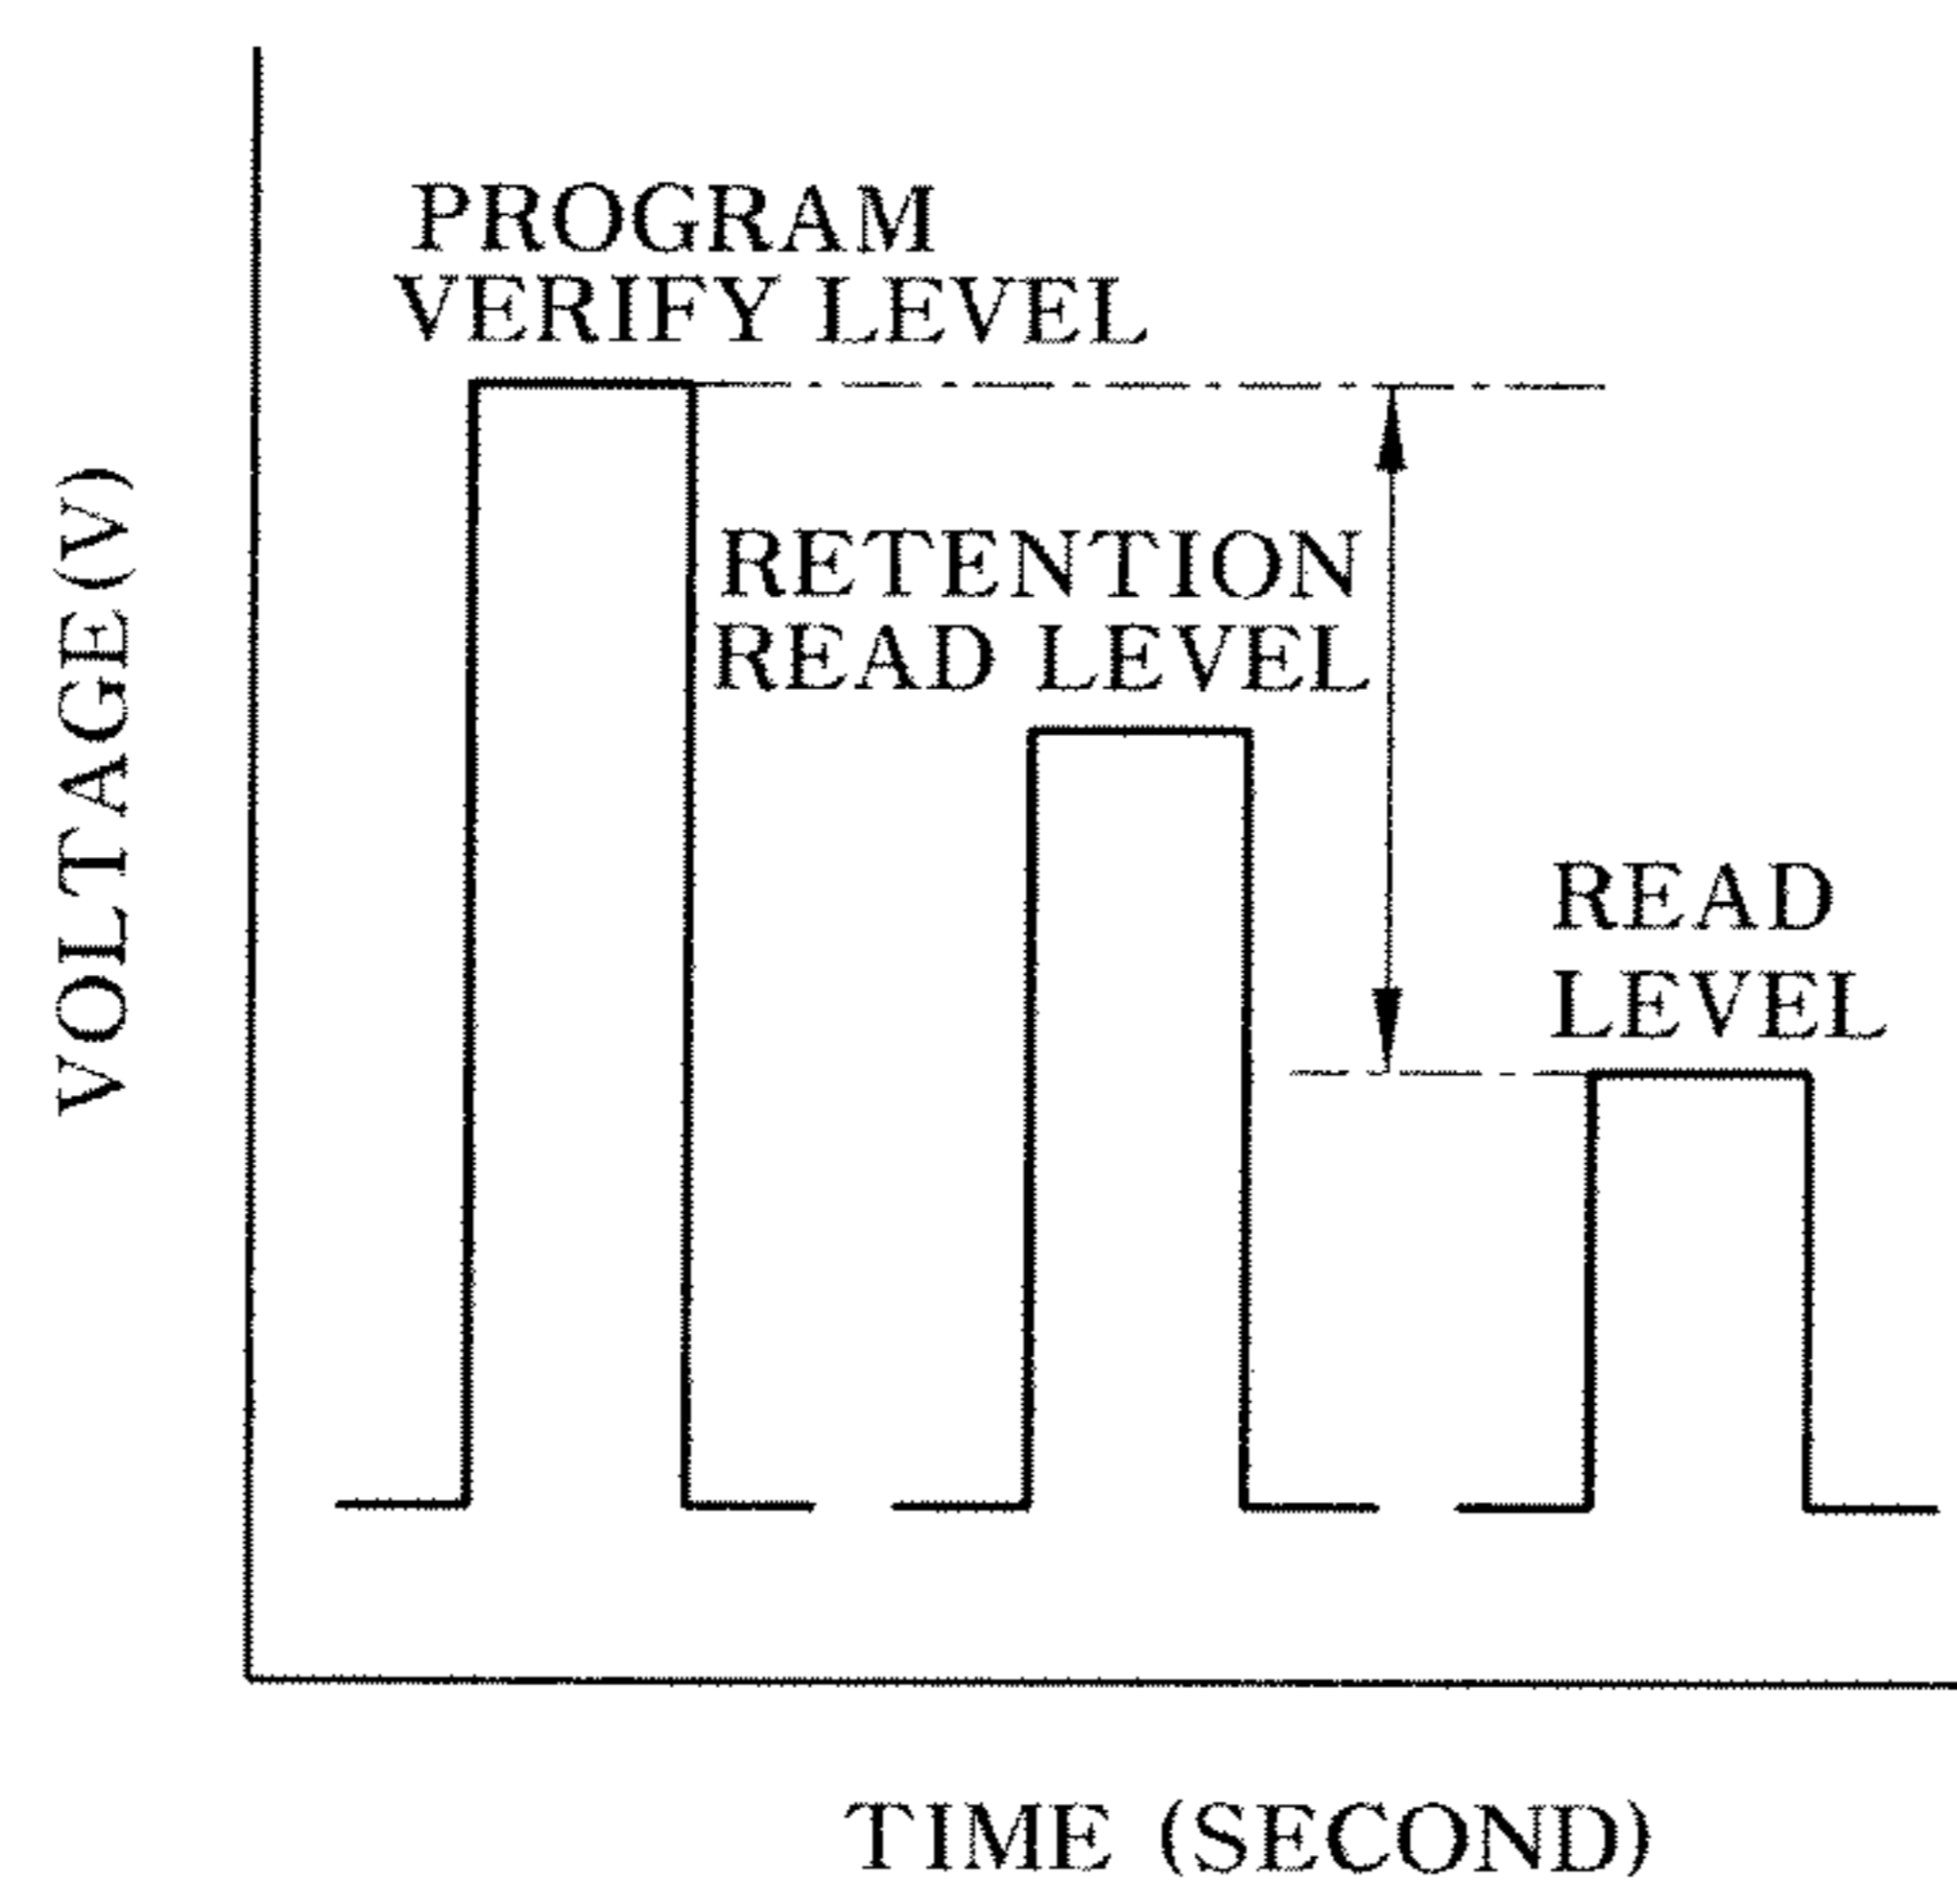 PROGRAM
VERIFY LEVEL
RETENTION
READ LEVEL
READ
LEVEL
VOLTAGE(V)
TIME (SECOND)